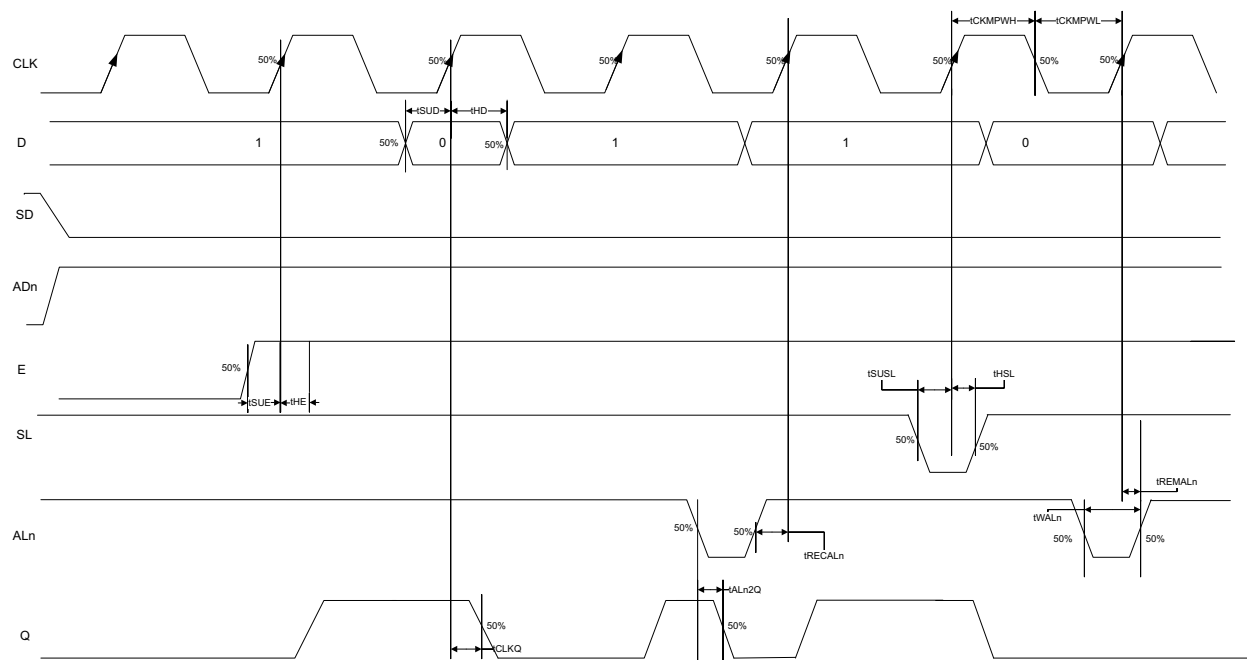 tCKMPWH tCKMPWL
CLK 50% 50% 50% 50% 50% 50% 50%
tSUD tHD
D 50% 1 0 50% 1 1 0
SD
ADn
E 50%
tSUE tHE
tSUSL tHSL
SL 50% 50%
tREMALn
tWALn
ALn 50% 50% 50% 50%
tRECALn
tALn2Q
Q 50% 50%
tCLKQ